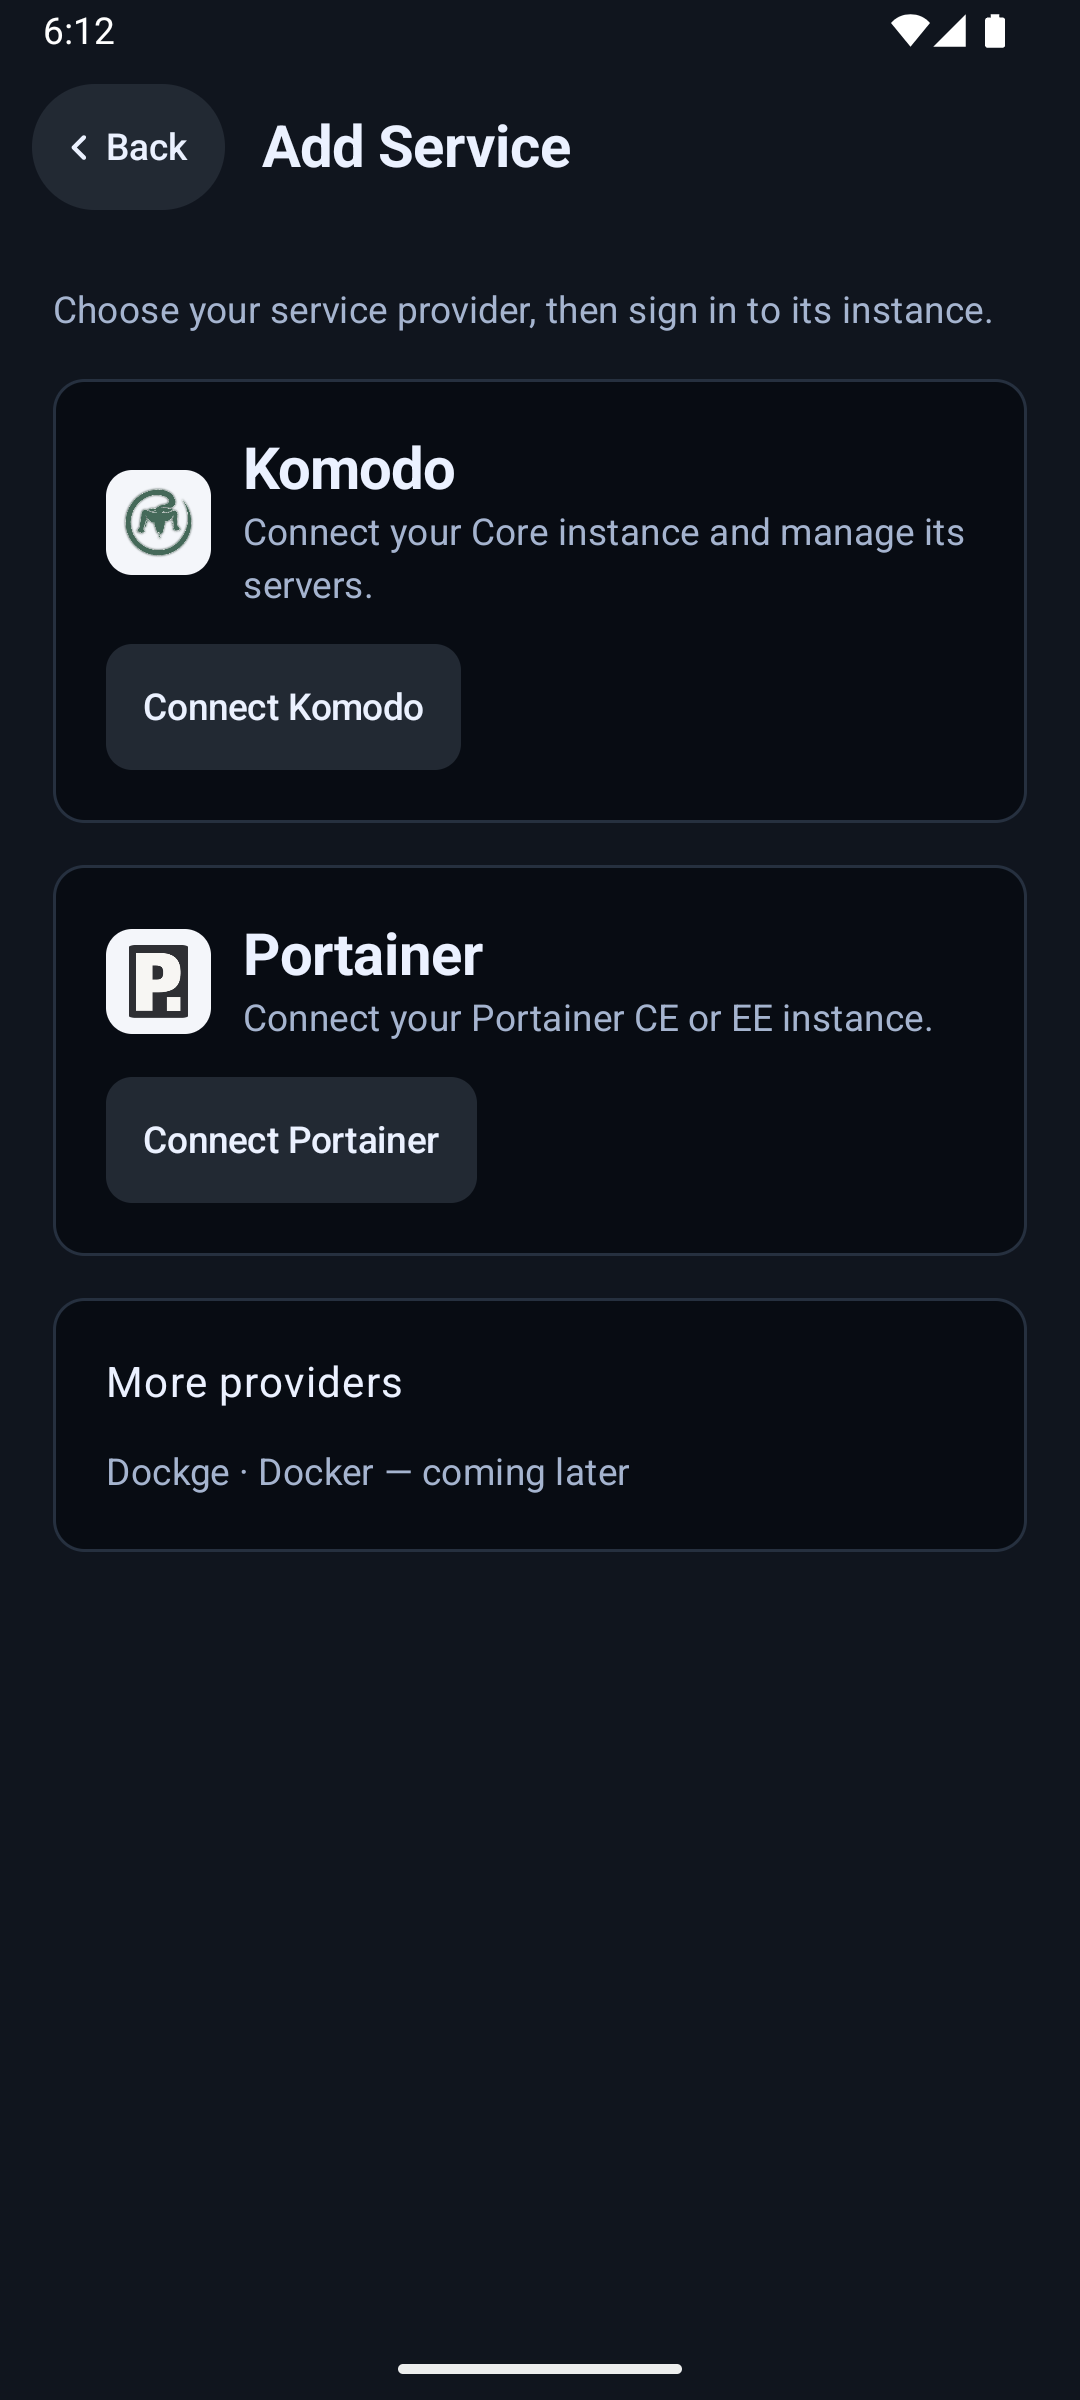 6:12
Back
Add Service
Choose your service provider, then sign in to its instance.
Komodo
Connect your Core instance and manage its
servers.
Connect Komodo
P.
Portainer
Connect your Portainer CE or EE instance.
Connect Portainer
More providers
Dockge · Docker — coming later